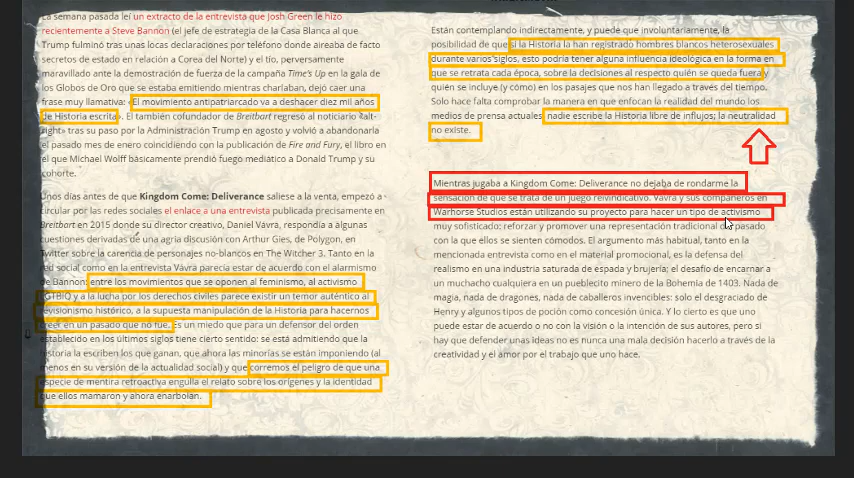 La semana pasada leí un extracto de la entrevista que Josh Green le hizo
recientemente a Steve Bannon (el jefe de estrategia de la Casa Blanca al que
Trump fulminó tras unas locas declaraciones por teléfono donde aireaba de facto
secretos de estado en relación a Corea del Norte) y el tío, perversamente
maravillado ante la demostración de fuerza de la campaña Time's Up en la gala de
los Globos de Oro que se estaba emitiendo mientras charlaban, dejó caer una
frase muy llamativa: «El movimiento antipatriarcado va a deshacer diez mil años
de Historia escrita». El también cofundador de Breitbart regresó al noticiario «alt-
right» tras su paso por la Administración Trump en agosto y volvió a abandonarla
el pasado mes de enero coincidiendo con la publicación de Fire and Fury, el libro en
el que Michael Wolff básicamente prendió fuego mediático a Donald Trump y su
cohorte.
Unos días antes de que Kingdom Come: Deliverance saliese a la venta, empezó a
circular por las redes sociales el enlace a una entrevista publicada precisamente en
Breitbart en 2015 donde su director creativo, Daniel Vávra, respondía a algunas
cuestiones derivadas de una agria discusión con Arthur Gies, de Polygon, en
Twitter sobre la carencia de personajes no-blancos en The Witcher 3. Tanto en la
red social como en la entrevista Vávra parecía estar de acuerdo con el alarmismo
de Bannon: entre los movimientos que se oponen al feminismo, al activismo
LGTBIQ y a la lucha por los derechos civiles parece existir un temor auténtico al
revisionismo histórico, a la supuesta manipulación de la Historia para hacernos
creer en un pasado que no fue. Es un miedo que para un defensor del orden
establecido en los últimos siglos tiene cierto sentido: se está admitiendo que la
historia la escriben los que ganan, que ahora las minorías se están imponiendo (al
menos en su versión de la actualidad social) y que corremos el peligro de que una
especie de mentira retroactiva engulla el relato sobre los orígenes y la identidad
que ellos mamaron y ahora enarbolan.
Están contemplando indirectamente, y puede que involuntariamente, la
posibilidad de que si la Historia la han registrado hombres blancos heterosexuales
durante varios siglos, esto podría tener alguna influencia ideológica en la forma en
que se retrata cada época, sobre la decisiones al respecto quién se queda fuera y
quién se incluye (y cómo) en los pasajes que nos han llegado a través del tiempo.
Solo hace falta comprobar la manera en que enfocan la realidad del mundo los
medios de prensa actuales: nadie escribe la Historia libre de influjos; la neutralidad
no existe.
Mientras jugaba a Kingdom Come: Deliverance no dejaba de rondarme la
sensación de que se trata de un juego reivindicativo. Vávra y sus compañeros en
Warhorse Studios están utilizando su proyecto para hacer un tipo de activismo
muy sofisticado: reforzar y promover una representación tradicional del pasado
con la que ellos se sienten cómodos. El argumento más habitual, tanto en la
mencionada entrevista como en el material promocional, es la defensa del
realismo en una industria saturada de espada y brujería; el desafío de encarnar a
un muchacho cualquiera en un pueblecito minero de la Bohemia de 1403. Nada de
magia, nada de dragones, nada de caballeros invencibles: solo el desgraciado de
Henry y algunos tipos de poción como concesión única. Y lo cierto es que uno
puede estar de acuerdo o no con la visión o la intención de sus autores, pero si
hay que defender unas ideas no es nunca una mala decisión hacerlo a través de la
creatividad y el amor por el trabajo que uno hace.